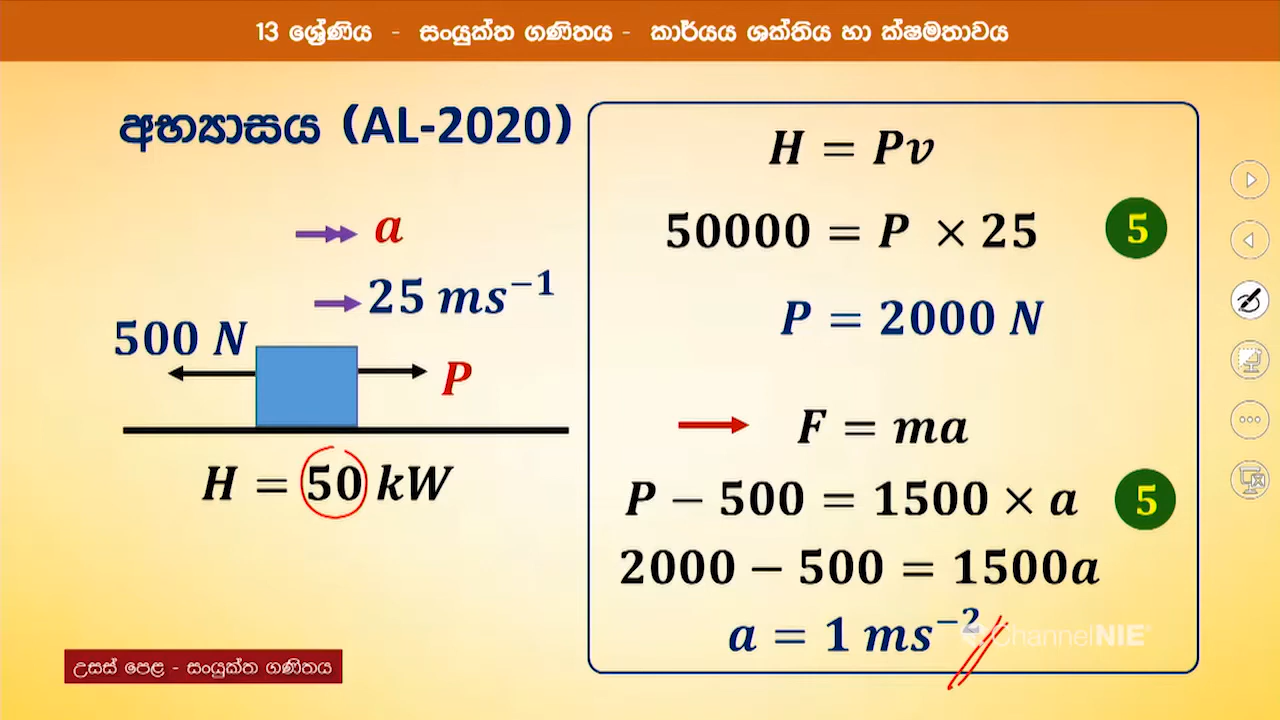 13 ශ්‍රේණිය - සංයුක්ත ගණිතය - කාර්යය ශක්තිය හා ක්ෂමතාවය
අභ්‍යාසය (AL-2020)
a
25 ms⁻¹
500 N
P
H = 50 kW
H = Pv
50000 = P × 25
5
P = 2000 N
F = ma
P − 500 = 1500 × a
5
2000 − 500 = 1500a
a = 1 ms⁻²
ChannelNIE
උසස් පෙළ - සංයුක්ත ගණිතය